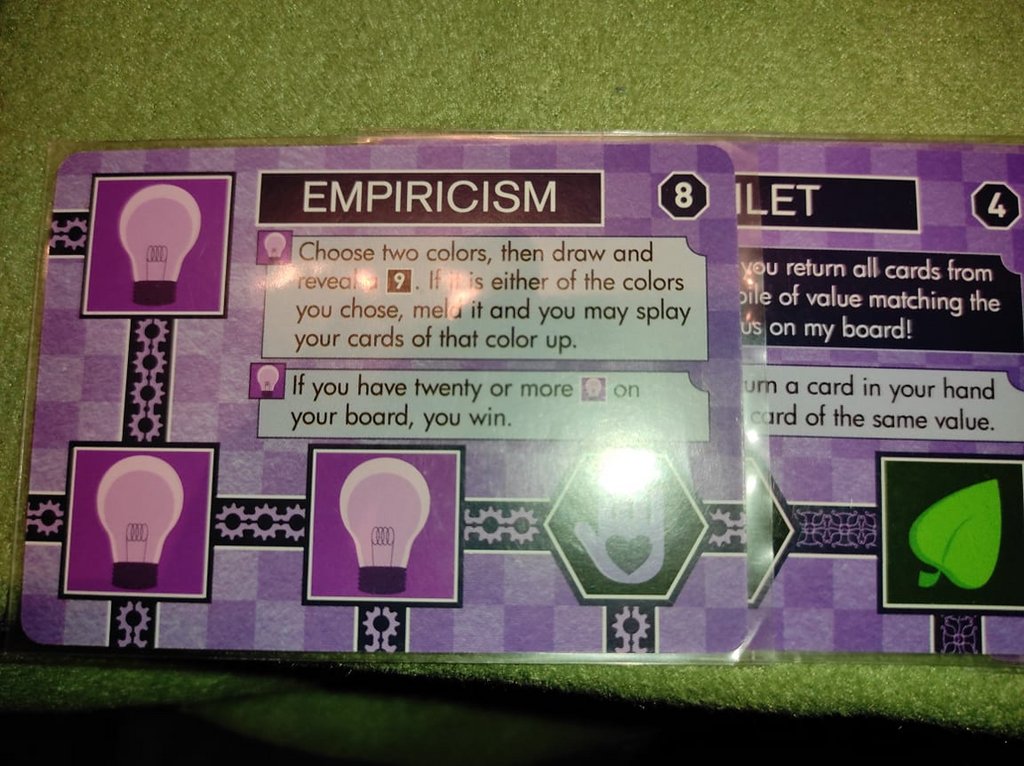 EMPIRICISM
8
Choose two colors, then draw and
reveal a 9. If it is either of the colors
you chose, meld it and you may splay
your cards of that color up.
If you have twenty or more on
your board, you win.
ILET
4
you return all cards from
pile of value matching the
us on my board!
urn a card in your hand
card of the same value.